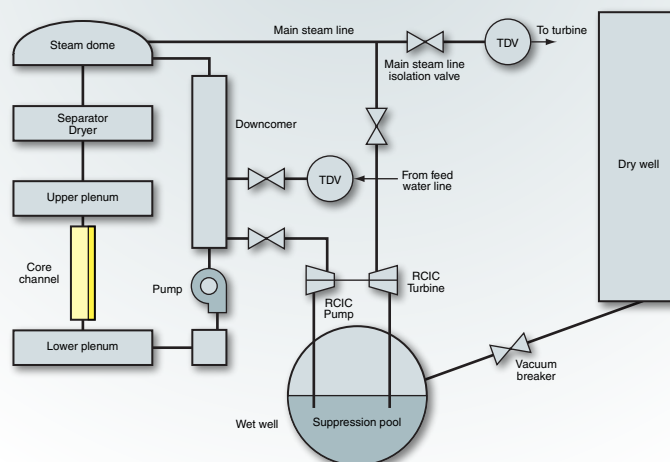 Main steam line
To turbine
Steam dome
TDV
Main steam line
isolation valve
Separator
Dryer
Downcomer
Dry well
Upper plenum
TDV
From feed
water line
Core
channel
Pump
RCIC
Turbine
RCIC
Pump
Lower plenum
Vacuum
breaker
Wet well
Suppression pool